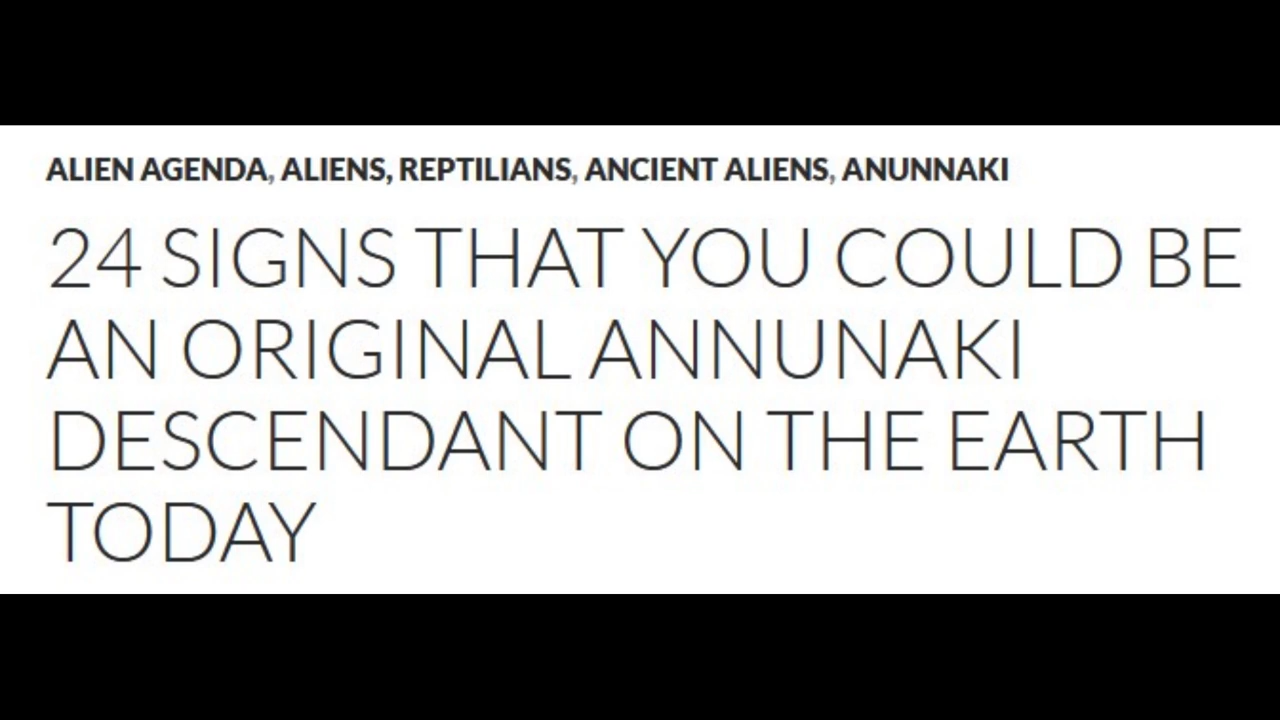 ALIEN AGENDA, ALIENS, REPTILIANS, ANCIENT ALIENS, ANUNNAKI
24 SIGNS THAT YOU COULD BE
AN ORIGINAL ANNUNAKI
DESCENDANT ON THE EARTH
TODAY